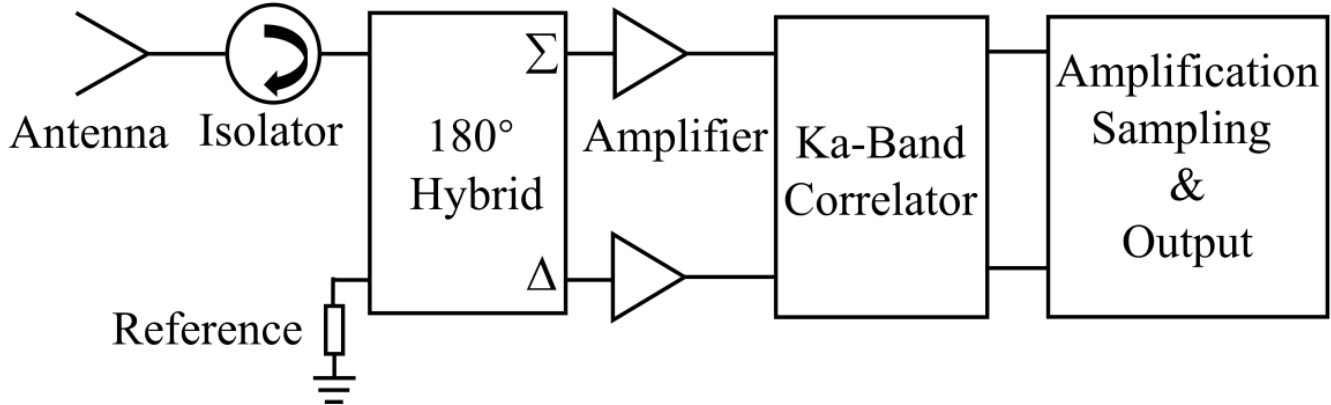 Antenna
Isolator
180°
Hybrid
Σ
Δ
Reference
Amplifier
Ka-Band
Correlator
Amplification
Sampling
&
Output